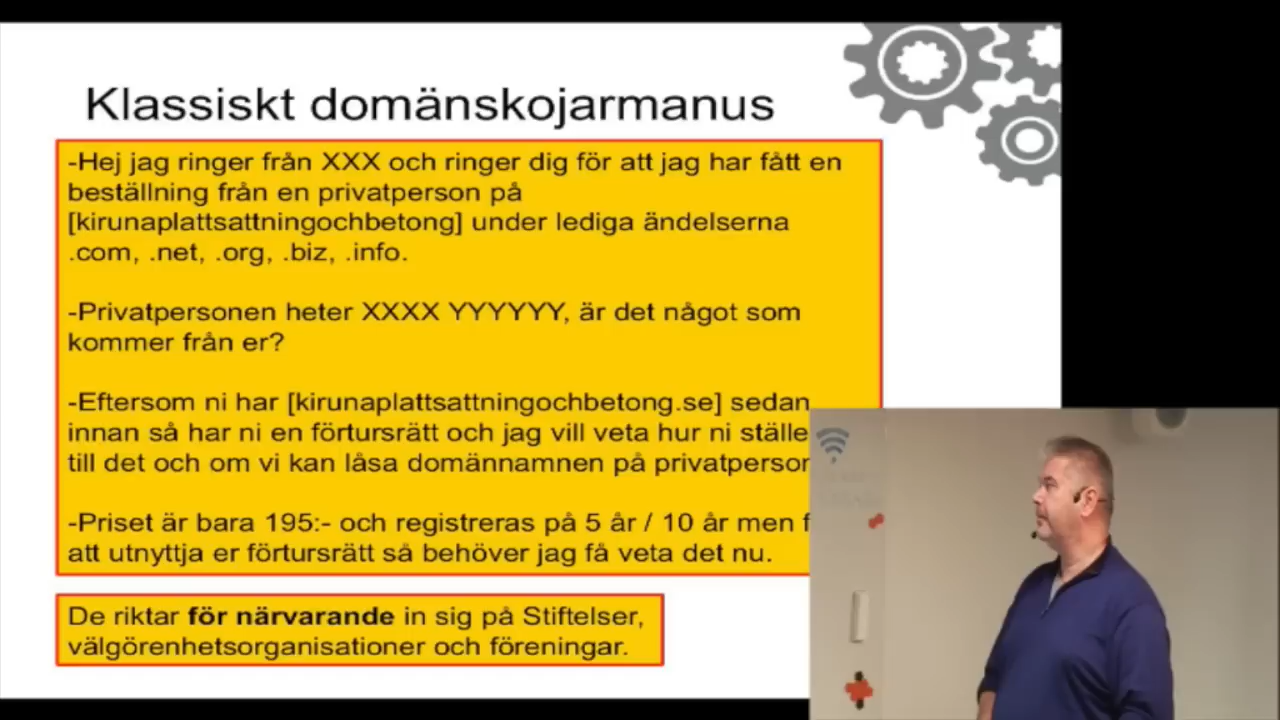 Klassiskt domänskojarmanus
-Hej jag ringer från XXX och ringer dig för att jag har fått en
beställning från en privatperson på
[kirunaplattsattningochbetong] under lediga ändelserna
.com, .net, .org, .biz, .info.
-Privatpersonen heter XXXX YYYYYY, är det något som
kommer från er?
-Eftersom ni har [kirunaplattsattningochbetong.se] sedan
innan så har ni en förtursrätt och jag vill veta hur ni ställe
till det och om vi kan låsa domännamnen på privatperson
-Priset är bara 195:- och registreras på 5 år / 10 år men f
att utnyttja er förtursrätt så behöver jag få veta det nu.
De riktar för närvarande in sig på Stiftelser,
välgörenhetsorganisationer och föreningar.